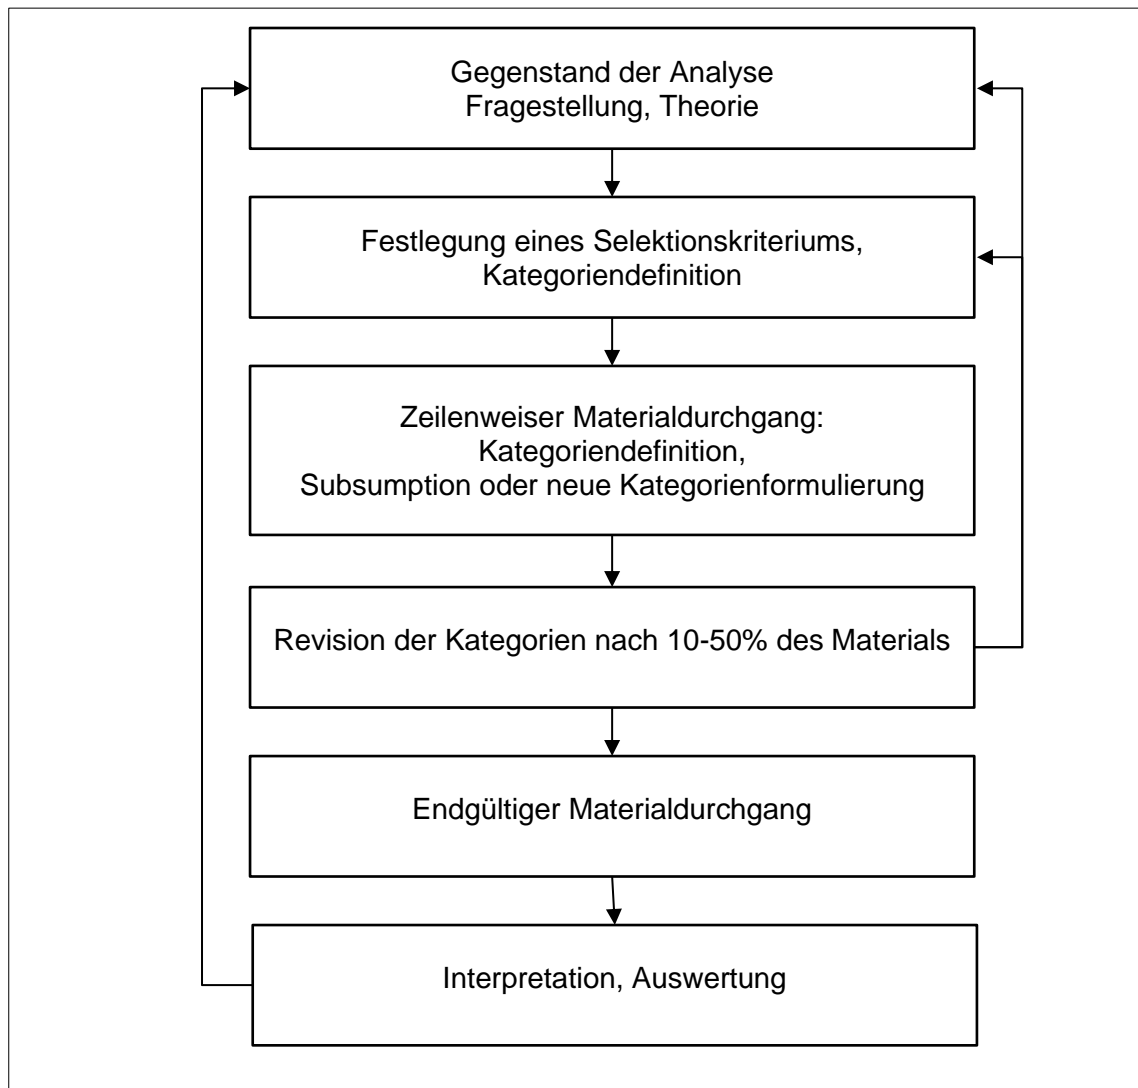 Gegenstand der Analyse
Fragestellung, Theorie
Festlegung eines Selektionskriteriums,
Kategoriendefinition
Zeilenweiser Materialdurchgang:
Kategoriendefinition,
Subsumption oder neue Kategorienformulierung
Revision der Kategorien nach 10-50% des Materials
Endgültiger Materialdurchgang
Interpretation, Auswertung